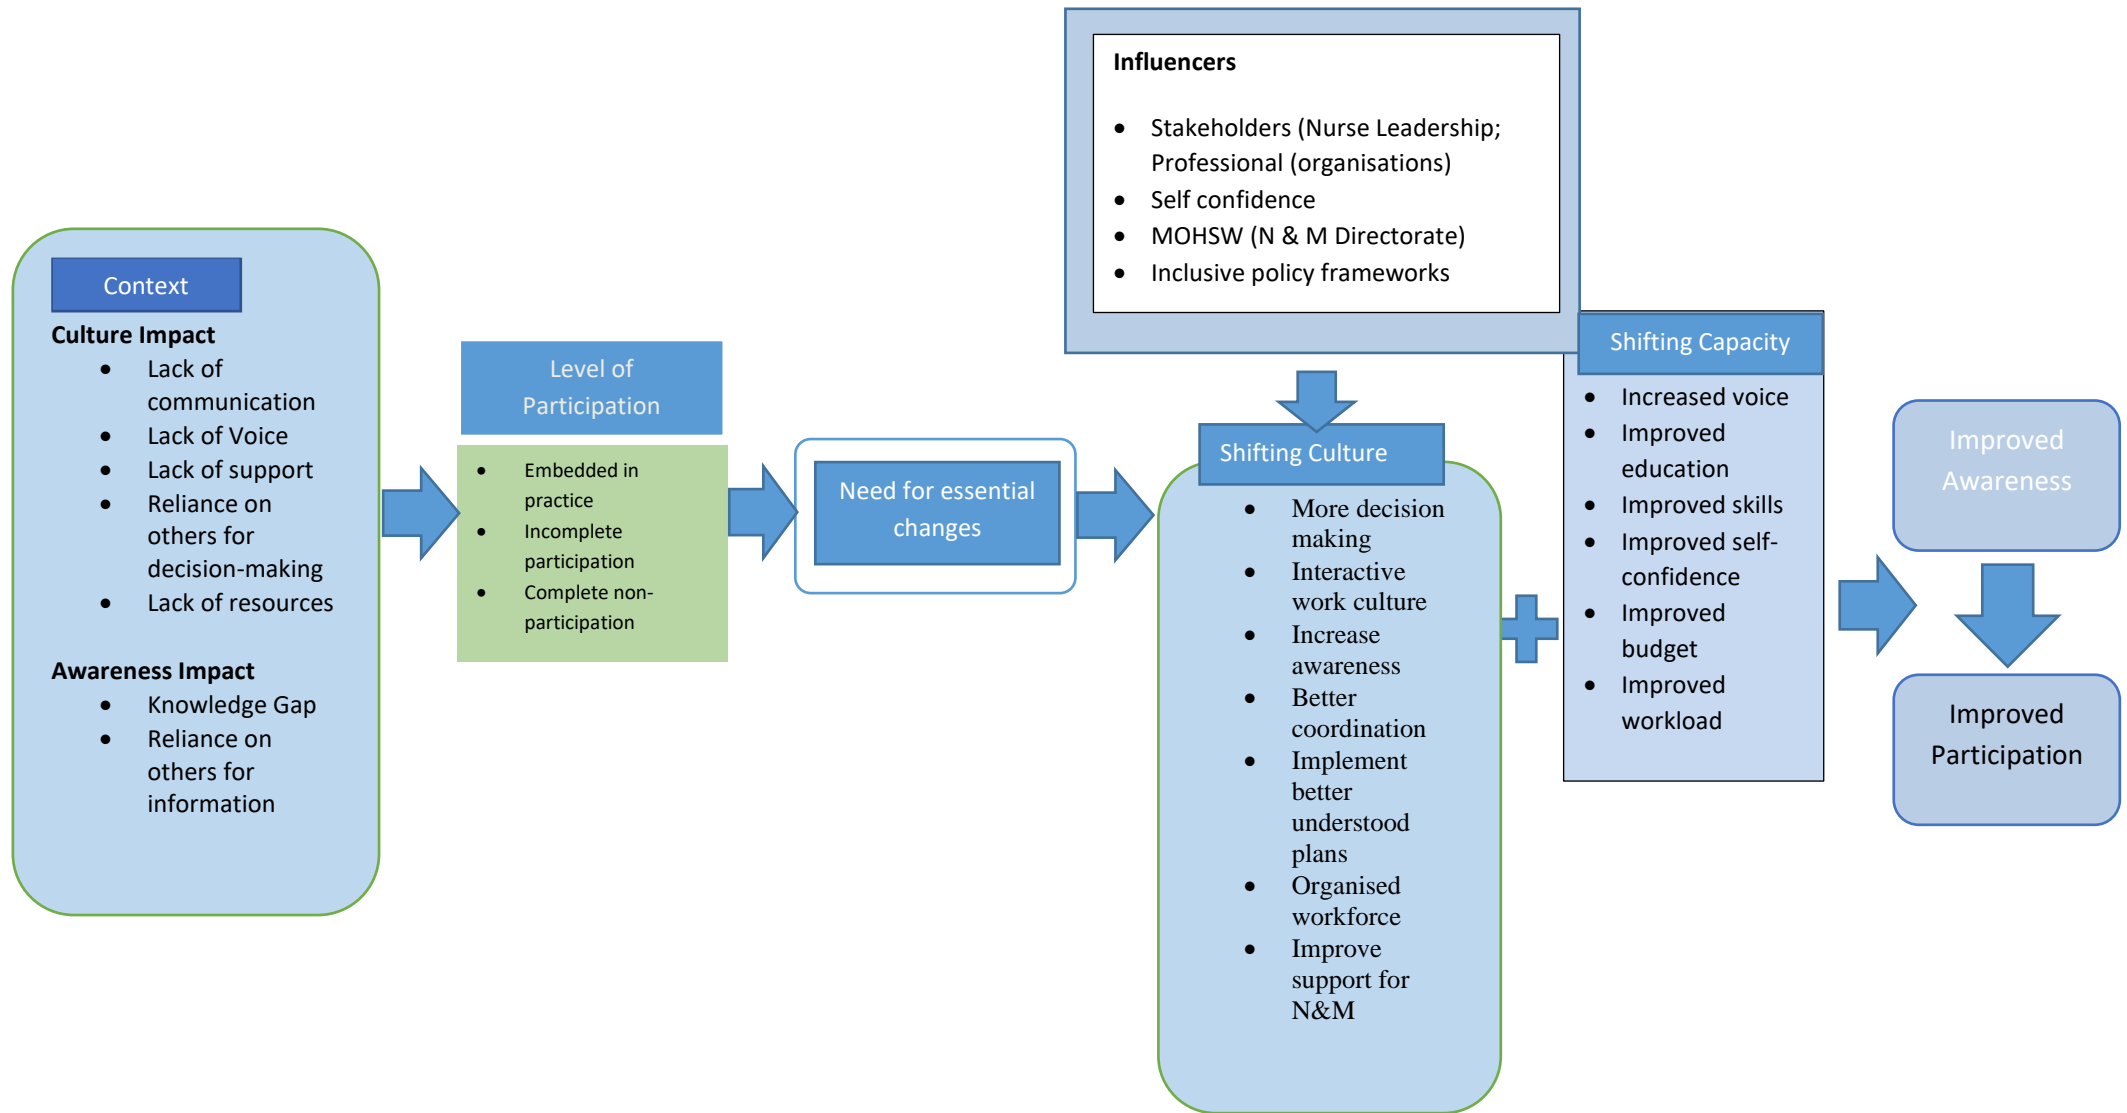 Context
Culture Impact
• Lack of
communication
• Lack of Voice
• Lack of support
• Reliance on
others for
decision-making
• Lack of resources
Awareness Impact
• Knowledge Gap
• Reliance on
others for
information
Level of
Participation
• Embedded in
practice
• Incomplete
participation
• Complete non-
participation
Need for essential
changes
Influencers
• Stakeholders (Nurse Leadership;
Professional (organisations)
• Self confidence
• MOHSW (N & M Directorate)
• Inclusive policy frameworks
Shifting Culture
• More decision
making
• Interactive
work culture
• Increase
awareness
• Better
coordination
• Implement
better
understood
plans
• Organised
workforce
• Improve
support for
N&M
Shifting Capacity
• Increased voice
• Improved
education
• Improved skills
• Improved self-
confidence
• Improved
budget
• Improved
workload
Improved
Awareness
Improved
Participation